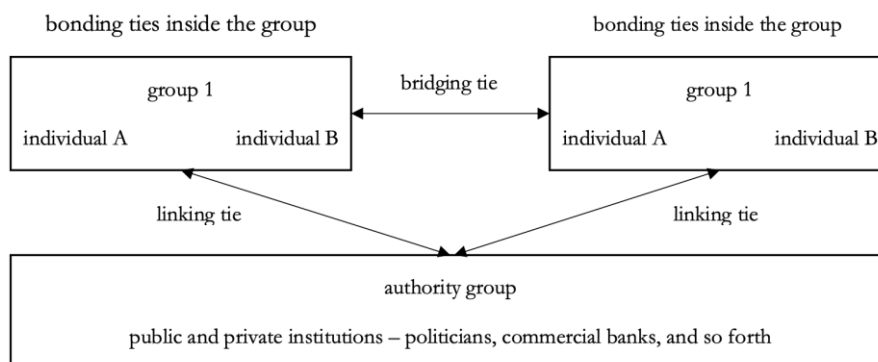 bonding ties inside the group
bonding ties inside the group
group 1
bridging tie
group 1
individual A
individual B
individual A
individual B
linking tie
linking tie
authority group
public and private institutions – politicians, commercial banks, and so forth